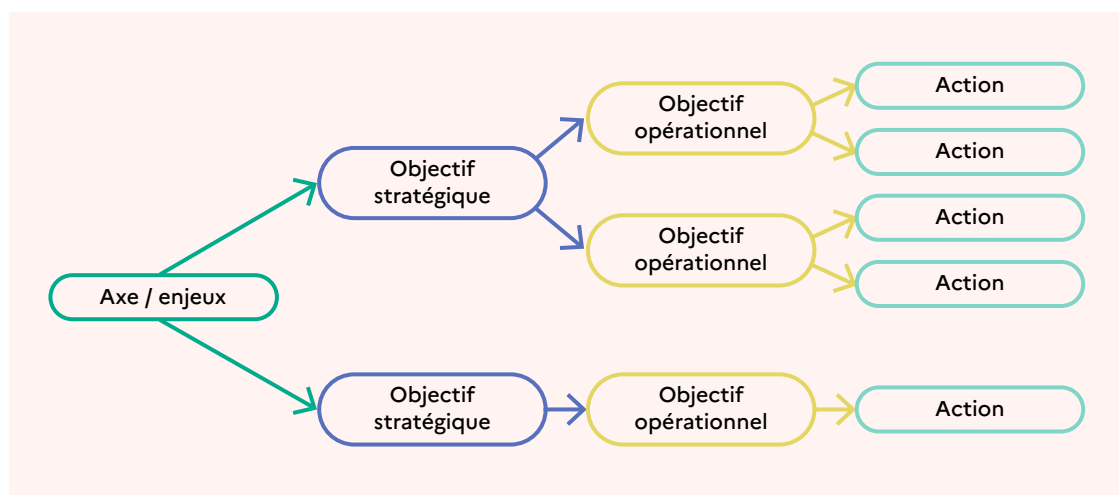 Axe / enjeux
Objectif
stratégique
Objectif
opérationnel
Action
Action
Objectif
opérationnel
Action
Action
Objectif
stratégique
Objectif
opérationnel
Action